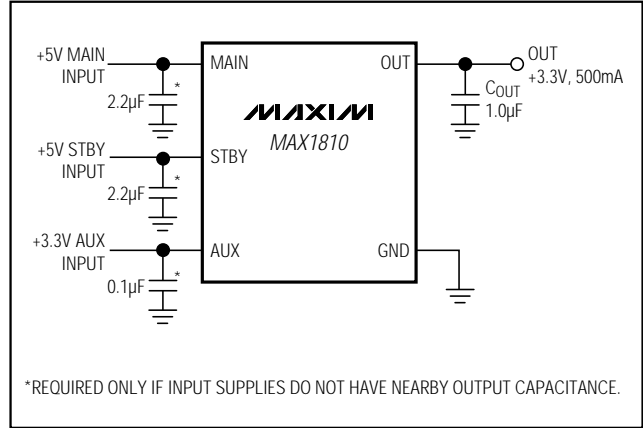 +5V MAIN
INPUT
*
2.2µF
MAIN
OUT
OUT
+3.3V, 500mA
COUT
1.0µF
MAXIM
MAX1810
+5V STBY
INPUT
*
2.2µF
STBY
+3.3V AUX
INPUT
*
0.1µF
AUX
GND
*REQUIRED ONLY IF INPUT SUPPLIES DO NOT HAVE NEARBY OUTPUT CAPACITANCE.